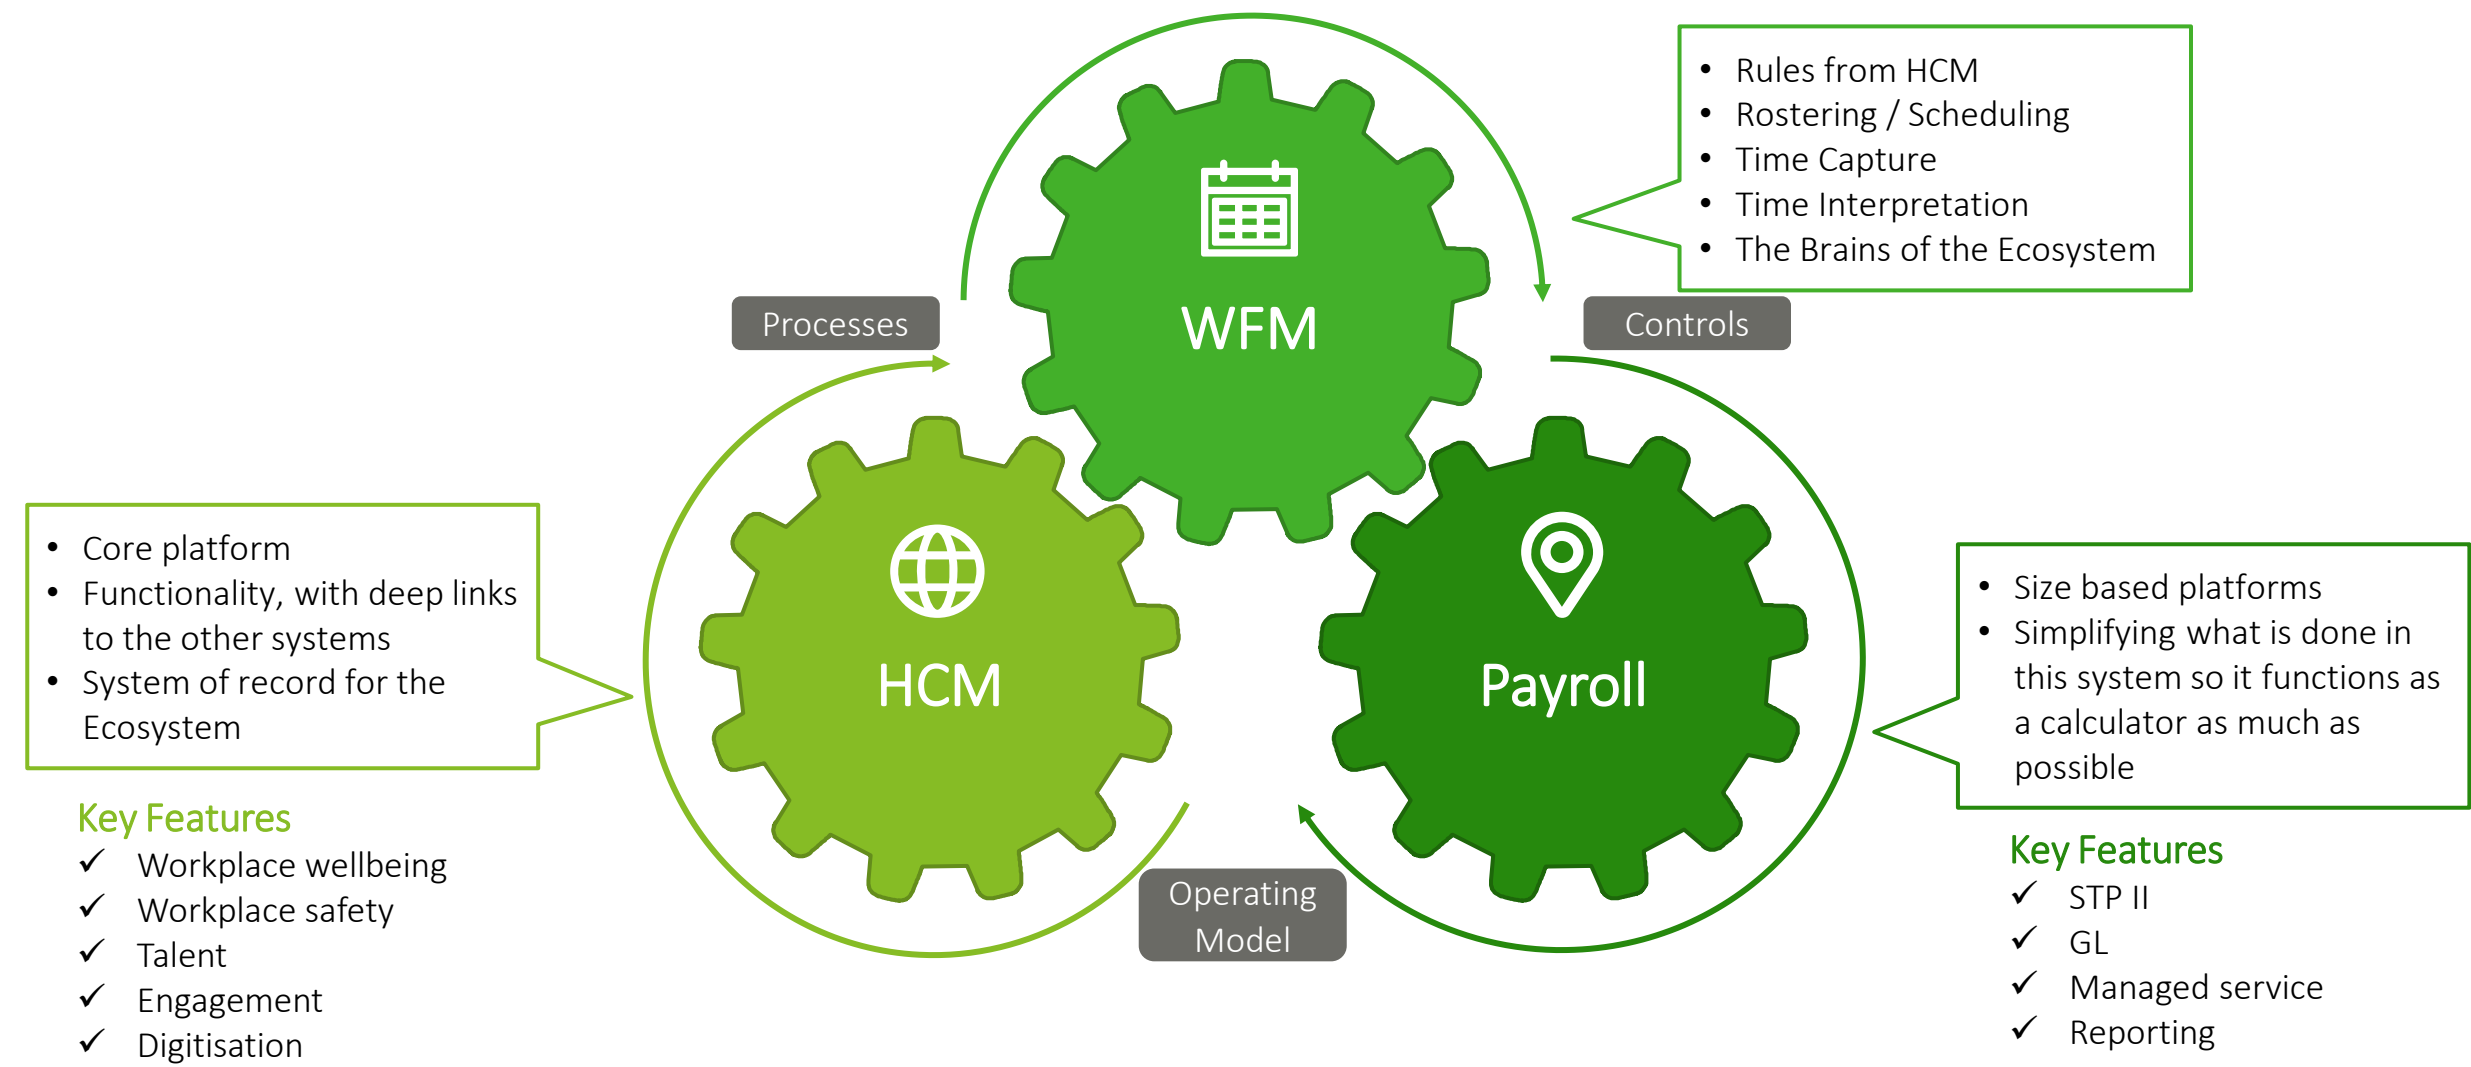 • Rules from HCM
• Rostering / Scheduling
• Time Capture
• Time Interpretation
• The Brains of the Ecosystem
WFM
Processes
Controls
• Core platform
• Functionality, with deep links
to the other systems
• System of record for the
Ecosystem
HCM
Payroll
• Size based platforms
• Simplifying what is done in
this system so it functions as
a calculator as much as
possible
Key Features
✓ Workplace wellbeing
✓ Workplace safety
✓ Talent
✓ Engagement
✓ Digitisation
Operating
Model
Key Features
✓ STP II
✓ GL
✓ Managed service
✓ Reporting